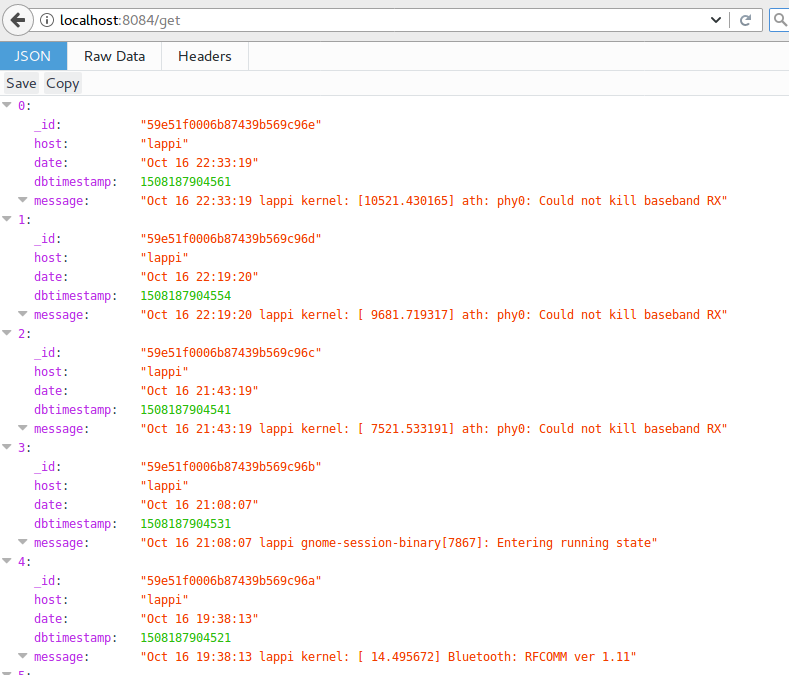 localhost:8084/get
JSON Raw Data Headers
Save Copy
0:
_id: "59e51f0006b87439b569c96e"
host: "lappi"
date: "Oct 16 22:33:19"
dbtimestamp: 1508187904561
message: "Oct 16 22:33:19 lappi kernel: [10521.430165] ath: phy0: Could not kill baseband RX"
1:
_id: "59e51f0006b87439b569c96d"
host: "lappi"
date: "Oct 16 22:19:20"
dbtimestamp: 1508187904554
message: "Oct 16 22:19:20 lappi kernel: [ 9681.719317] ath: phy0: Could not kill baseband RX"
2:
_id: "59e51f0006b87439b569c96c"
host: "lappi"
date: "Oct 16 21:43:19"
dbtimestamp: 1508187904541
message: "Oct 16 21:43:19 lappi kernel: [ 7521.533191] ath: phy0: Could not kill baseband RX"
3:
_id: "59e51f0006b87439b569c96b"
host: "lappi"
date: "Oct 16 21:08:07"
dbtimestamp: 1508187904531
message: "Oct 16 21:08:07 lappi gnome-session-binary[7867]: Entering running state"
4:
_id: "59e51f0006b87439b569c96a"
host: "lappi"
date: "Oct 16 19:38:13"
dbtimestamp: 1508187904521
message: "Oct 16 19:38:13 lappi kernel: [ 14.495672] Bluetooth: RFCOMM ver 1.11"
5: